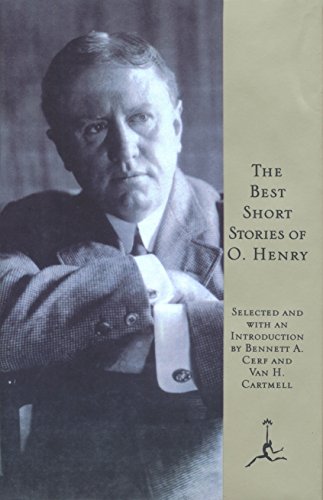 The
Best
Short
Stories of
O. Henry
Selected and
with an
Introduction
by Bennett A.
Cerf and
Van H.
Cartmell